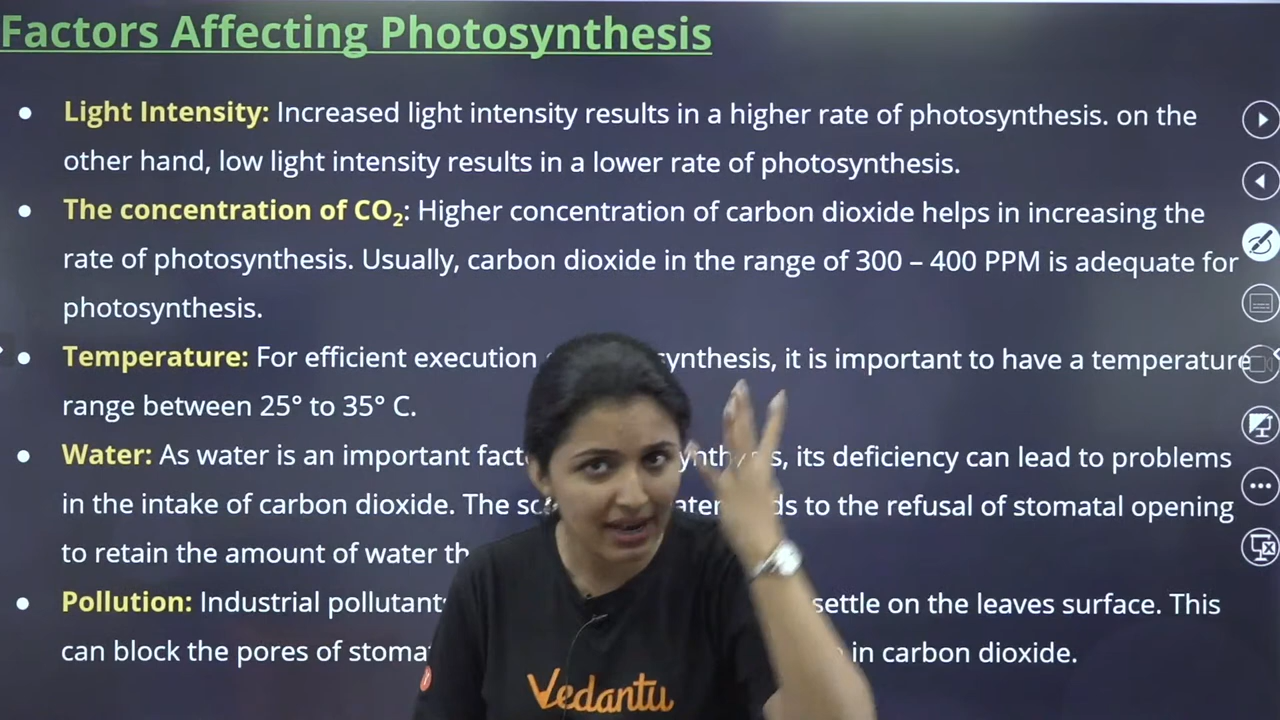 Factors Affecting Photosynthesis
● Light Intensity: Increased light intensity results in a higher rate of photosynthesis. on the
other hand, low light intensity results in a lower rate of photosynthesis.
● The concentration of CO₂: Higher concentration of carbon dioxide helps in increasing the
rate of photosynthesis. Usually, carbon dioxide in the range of 300 – 400 PPM is adequate for
photosynthesis.
● Temperature: For efficient execution synthesis, it is important to have a temperature
range between 25° to 35° C.
● Water: As water is an important its deficiency can lead to problems
in the intake of carbon dioxide. The to the refusal of stomatal opening
to retain the amount of water
● Pollution: Industrial pollutants settle on the leaves surface. This
can block the pores of in carbon dioxide.
Vedantu